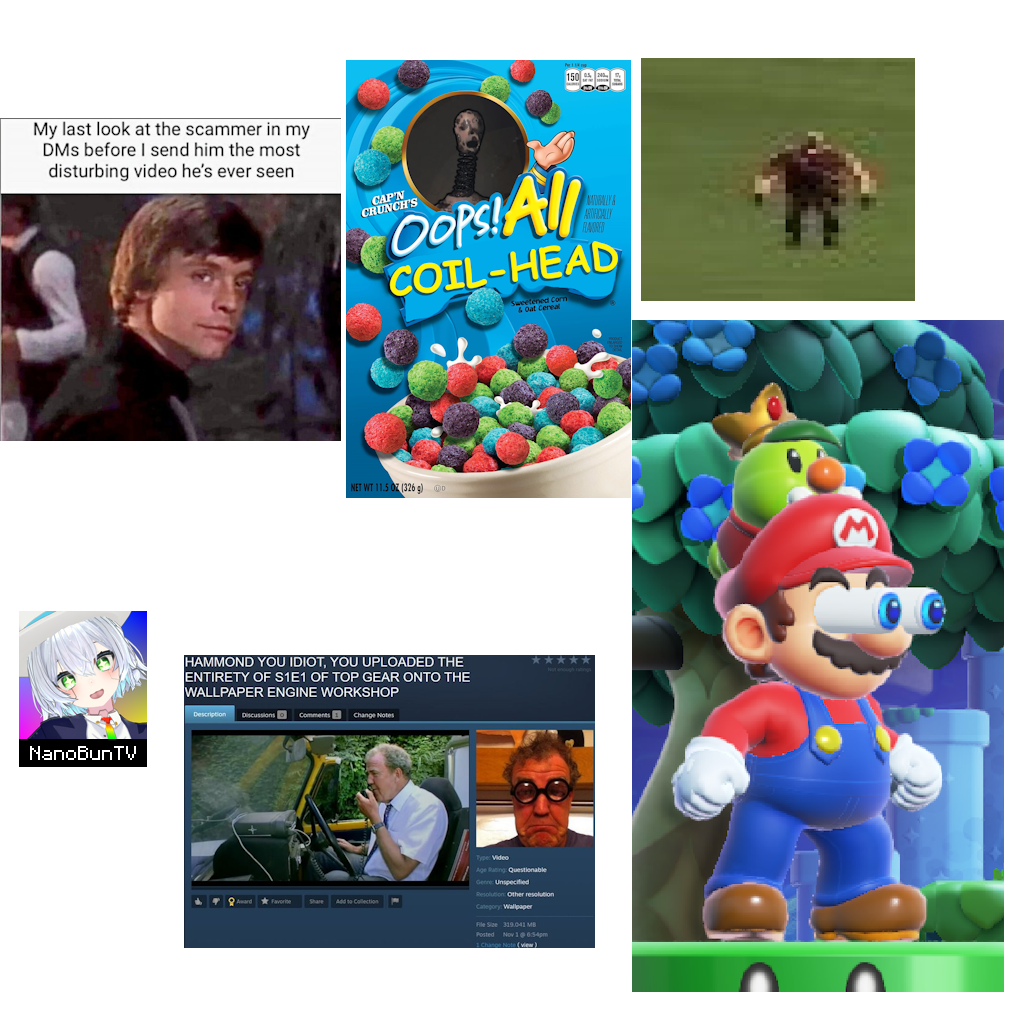 My last look at the scammer in my
DMs before I send him the most
disturbing video he's ever seen
150
CAP'N
CRUNCH'S
OOPS! All
COIL-HEAD
NATURALLY &
ARTIFICIALLY
FLAVORED
Sweetened Corn
& Oat Cereal
NET WT 11.5 OZ (326 g)
M
NanoBunTV
HAMMOND YOU IDIOT, YOU UPLOADED THE
ENTIRETY OF S1E1 OF TOP GEAR ONTO THE
WALLPAPER ENGINE WORKSHOP
Description
Discussions 0
Comments 1
Change Notes
Type: Video
Age Rating: Questionable
Genre: Unspecified
Resolution: Other resolution
Category: Wallpaper
Award
Favorite
Share
Add to Collection
File Size 319.041 MB
Posted Nov 1 @ 6:54pm
1 Change Note ( view )